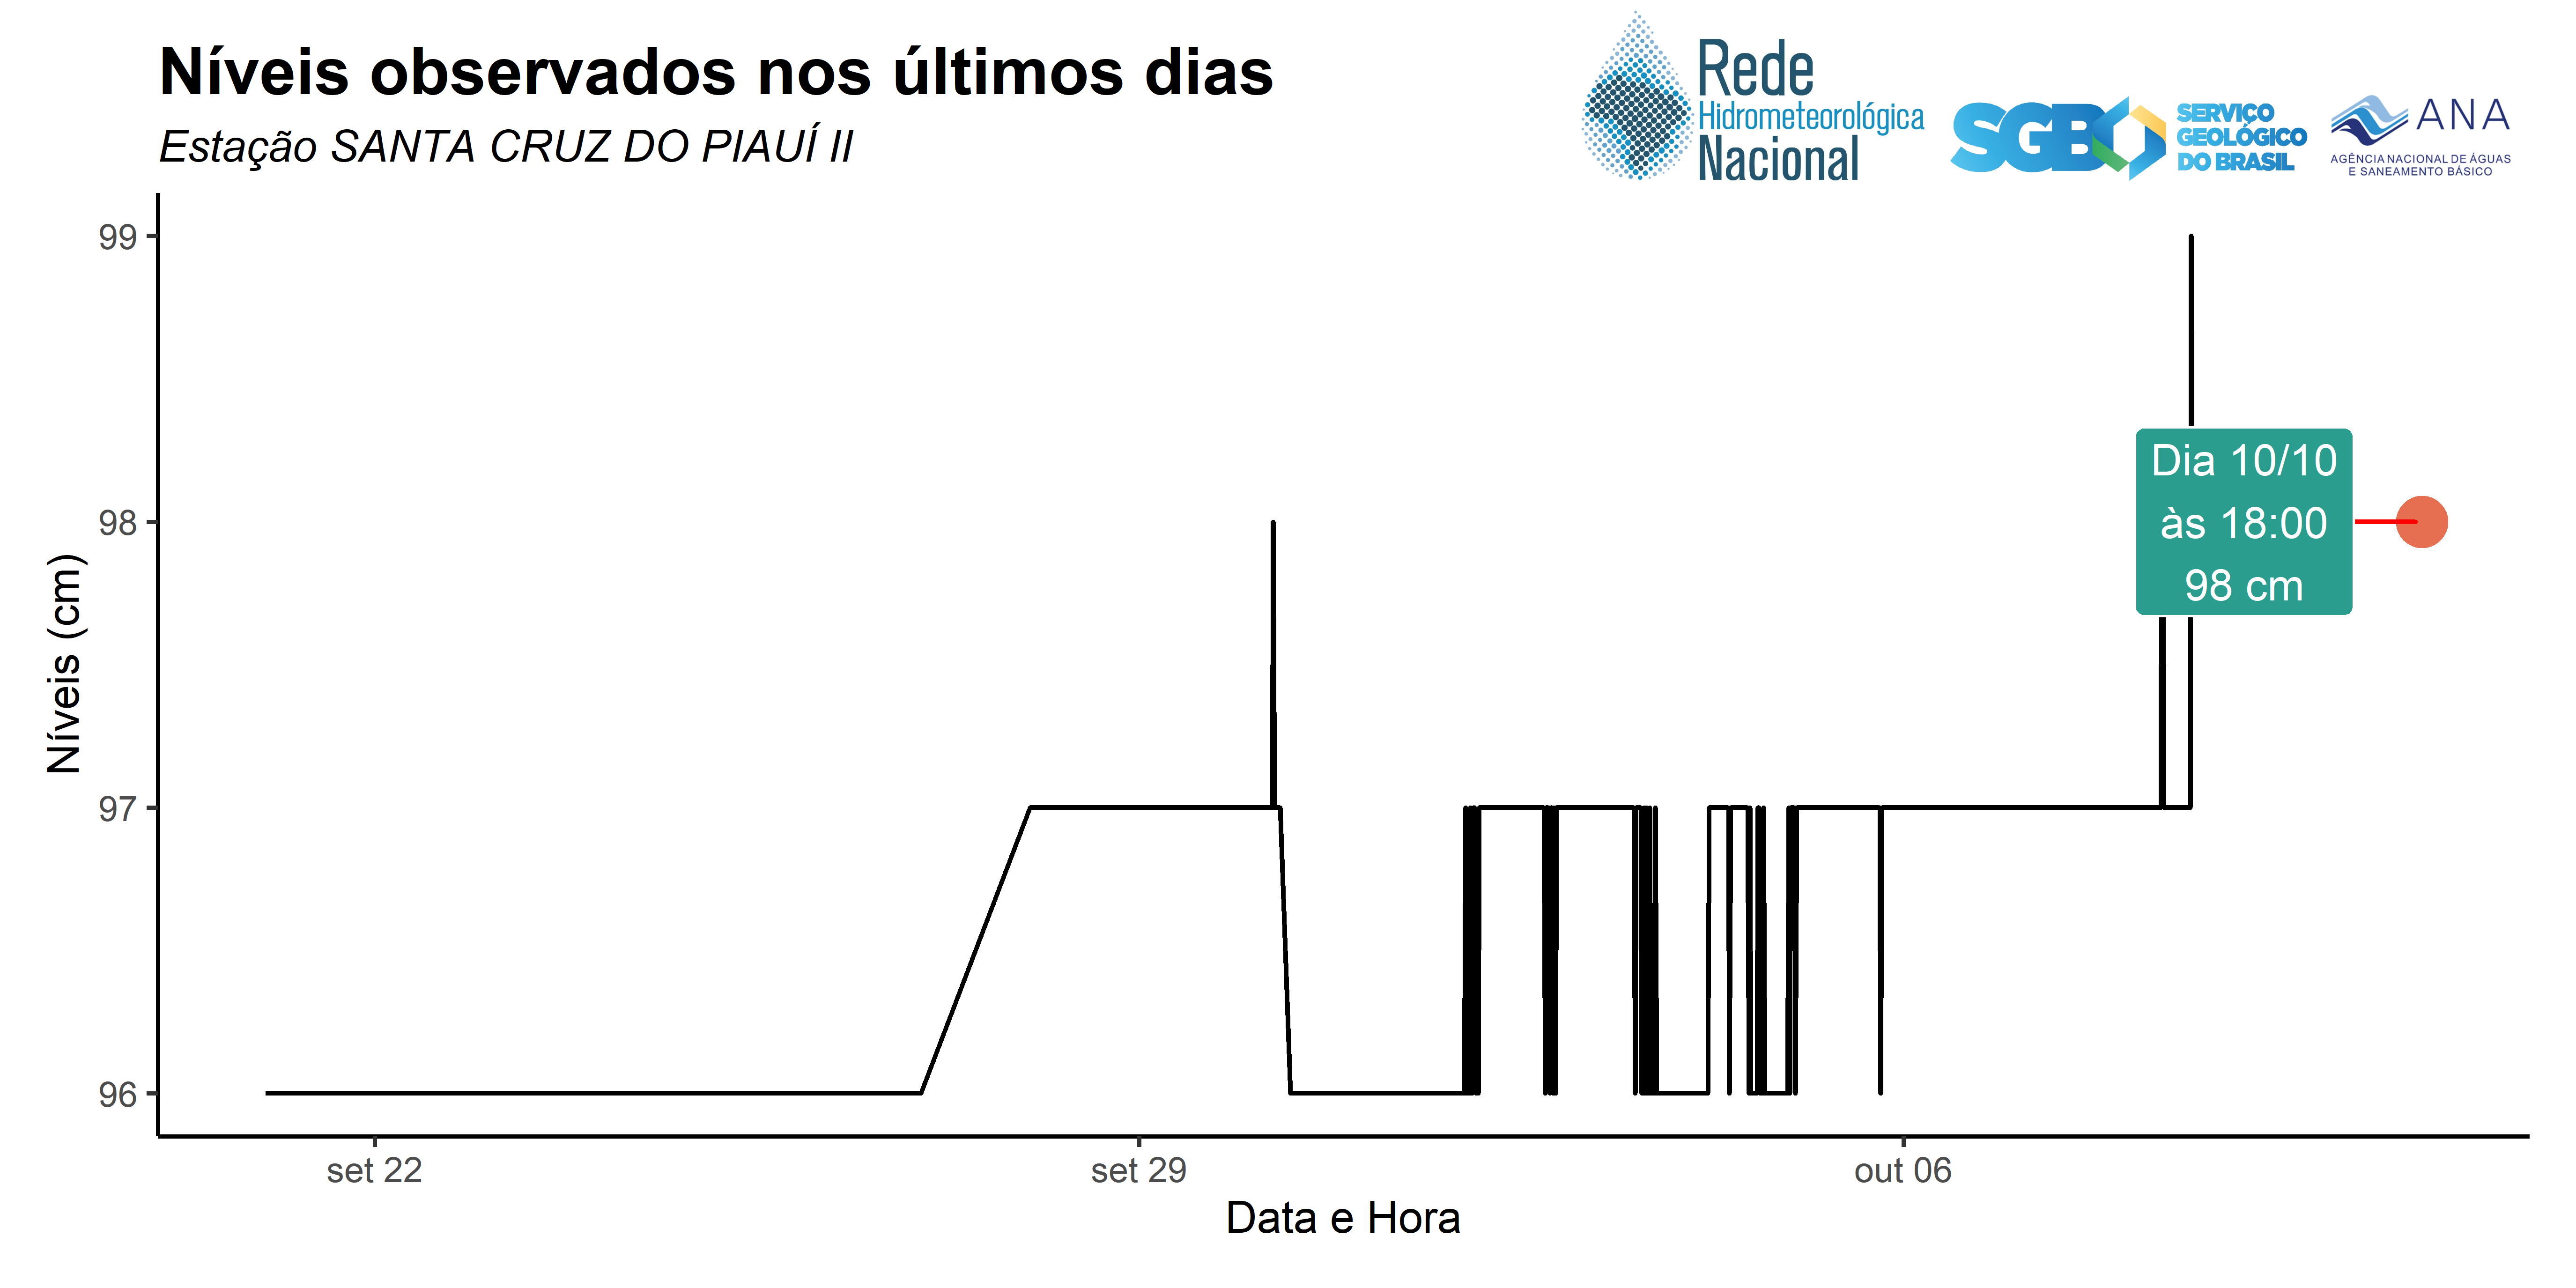 Níveis observados nos últimos dias
Estação SANTA CRUZ DO PIAUÍ II
Rede
Hidrometeorológica
Nacional
SGB
SERVIÇO
GEOLÓGICO
DO BRASIL
ANA
AGÊNCIA NACIONAL DE ÁGUAS
E SANEAMENTO BÁSICO
99
98
97
96
Níveis (cm)
Dia 10/10
às 18:00
98 cm
set 22
set 29
out 06
Data e Hora